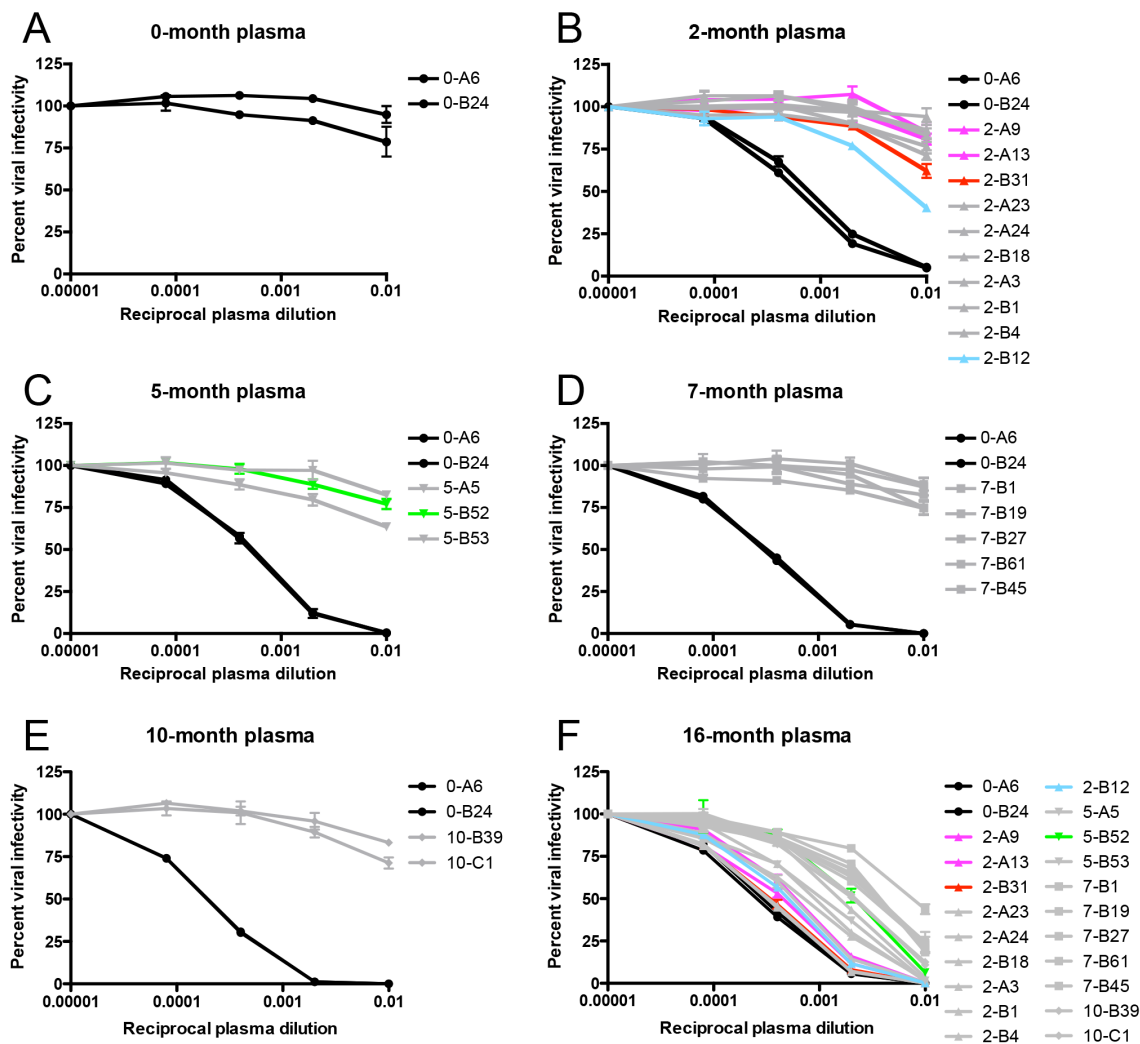 A
0-month plasma
Percent viral infectivity
125
100
75
50
25
0
0.00001
0.0001
0.001
0.01
Reciprocal plasma dilution
0-A6
0-B24
B
2-month plasma
Percent viral infectivity
125
100
75
50
25
0
0.00001
0.0001
0.001
0.01
Reciprocal plasma dilution
0-A6
0-B24
2-A9
2-A13
2-B31
2-A23
2-A24
2-B18
2-A3
2-B1
2-B4
2-B12
C
5-month plasma
Percent viral infectivity
125
100
75
50
25
0
0.00001
0.0001
0.001
0.01
Reciprocal plasma dilution
0-A6
0-B24
5-A5
5-B52
5-B53
D
7-month plasma
Percent viral infectivity
125
100
75
50
25
0
0.00001
0.0001
0.001
0.01
Reciprocal plasma dilution
0-A6
0-B24
7-B1
7-B19
7-B27
7-B61
7-B45
E
10-month plasma
Percent viral infectivity
125
100
75
50
25
0
0.00001
0.0001
0.001
0.01
Reciprocal plasma dilution
0-A6
0-B24
10-B39
10-C1
F
16-month plasma
Percent viral infectivity
125
100
75
50
25
0
0.00001
0.0001
0.001
0.01
Reciprocal plasma dilution
0-A6
0-B24
2-A9
2-A13
2-B31
2-A23
2-A24
2-B18
2-A3
2-B1
2-B4
2-B12
5-A5
5-B52
5-B53
7-B1
7-B19
7-B27
7-B61
7-B45
10-B39
10-C1